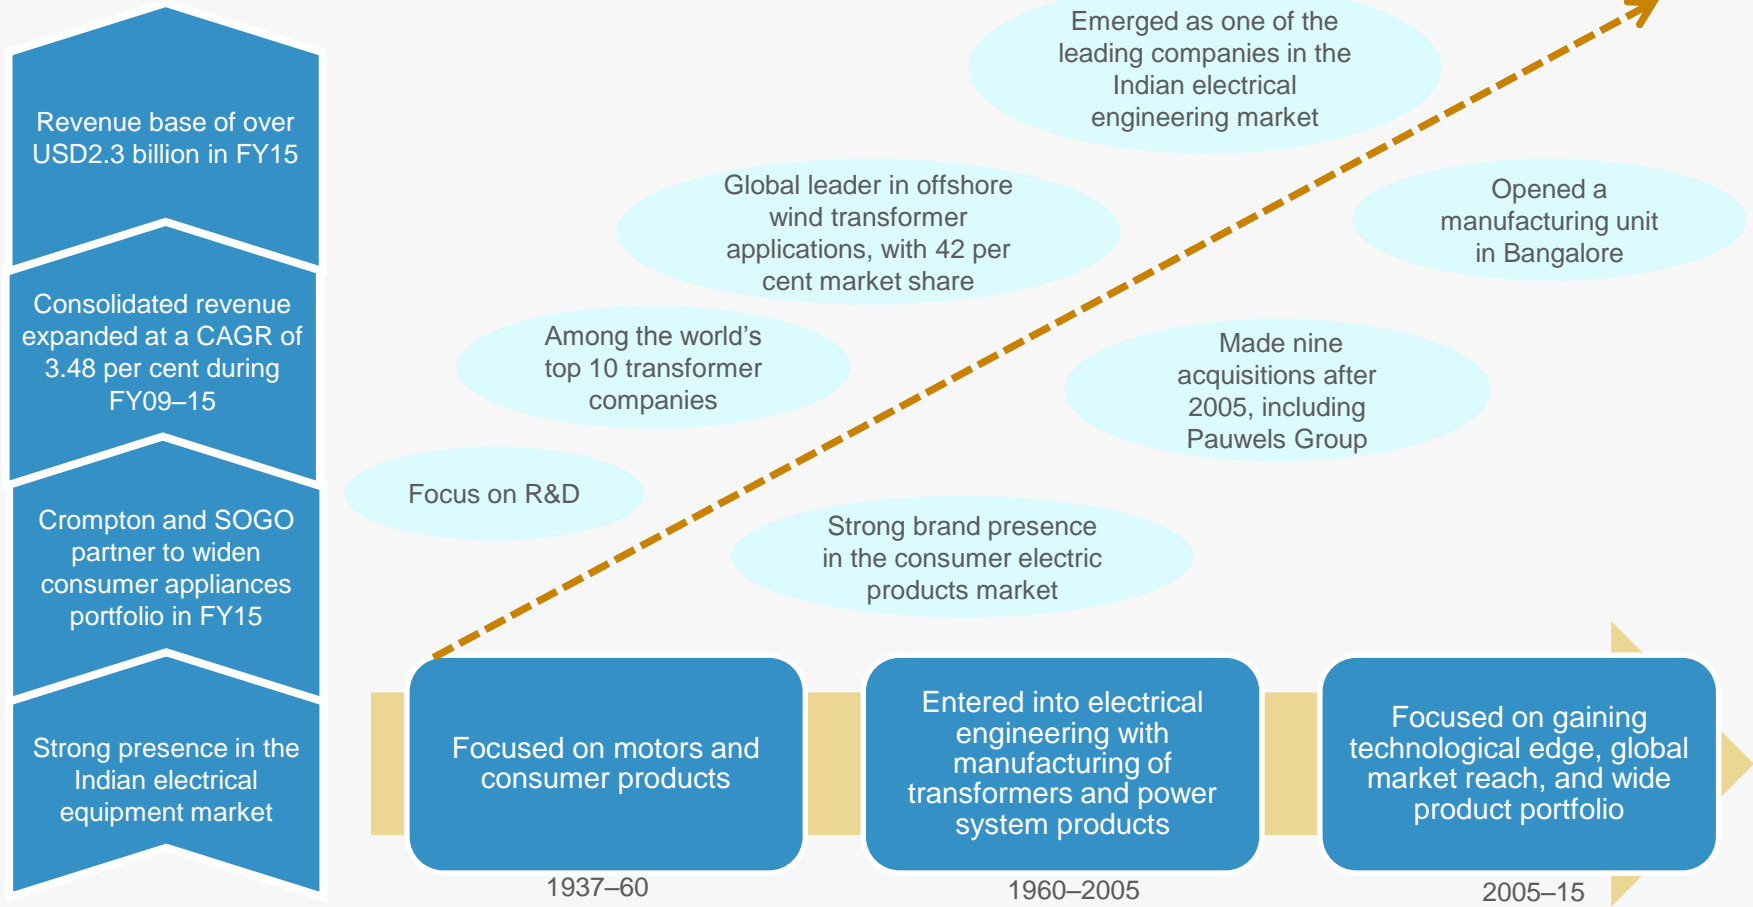 Revenue base of over
USD2.3 billion in FY15
Consolidated revenue
expanded at a CAGR of
3.48 per cent during
FY09–15
Crompton and SOGO
partner to widen
consumer appliances
portfolio in FY15
Strong presence in the
Indian electrical
equipment market
Emerged as one of the
leading companies in the
Indian electrical
engineering market
Global leader in offshore
wind transformer
applications, with 42 per
cent market share
Opened a
manufacturing unit
in Bangalore
Among the world’s
top 10 transformer
companies
Made nine
acquisitions after
2005, including
Pauwels Group
Focus on R&D
Strong brand presence
in the consumer electric
products market
Focused on motors and
consumer products
Entered into electrical
engineering with
manufacturing of
transformers and power
system products
Focused on gaining
technological edge, global
market reach, and wide
product portfolio
1937–60
1960–2005
2005–15